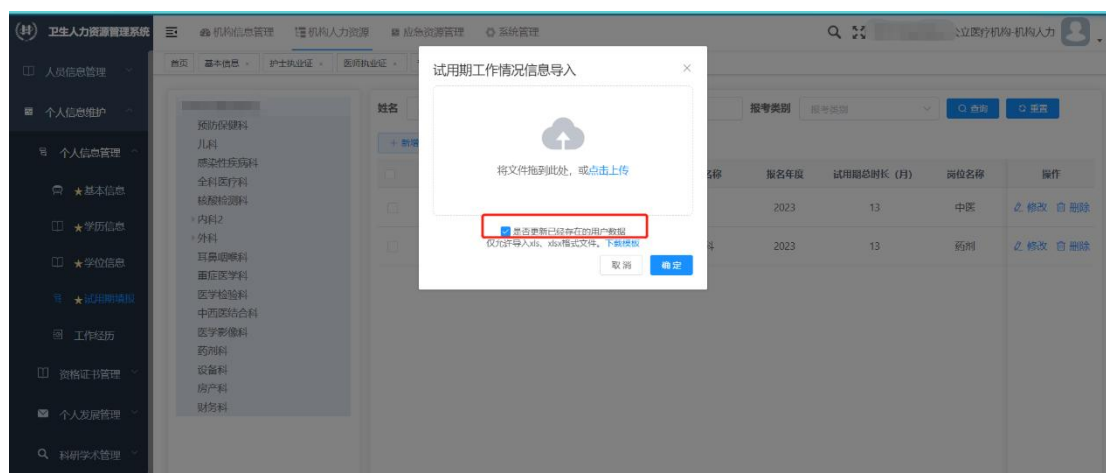 卫生人力资源管理系统
机构信息管理 机构人力资源 应急资源管理 系统管理
公立医疗机构-机构人力
人员信息管理
个人信息维护
个人信息管理
★基本信息
★学历信息
★学位信息
★试用期填报
工作经历
资格证书管理
个人发展管理
科研学术管理
首页 基本信息 护士执业证 医师执业证
预防保健科
儿科
感染性疾病科
全科医疗科
核酸检测科
内科2
外科
耳鼻咽喉科
重症医学科
医学检验科
中西医结合科
医学影像科
药剂科
设备科
房产科
财务科
姓名 报考类别 报考类别 查询 重置
+ 新增
报名年度 试用期总时长（月） 岗位名称 操作
2023 13 中医 修改 删除
科 2023 13 药剂 修改 删除
试用期工作情况信息导入
将文件拖到此处，或点击上传
是否更新已经存在的用户数据
仅允许导入xls、xlsx格式文件。下载模板
取消 确定